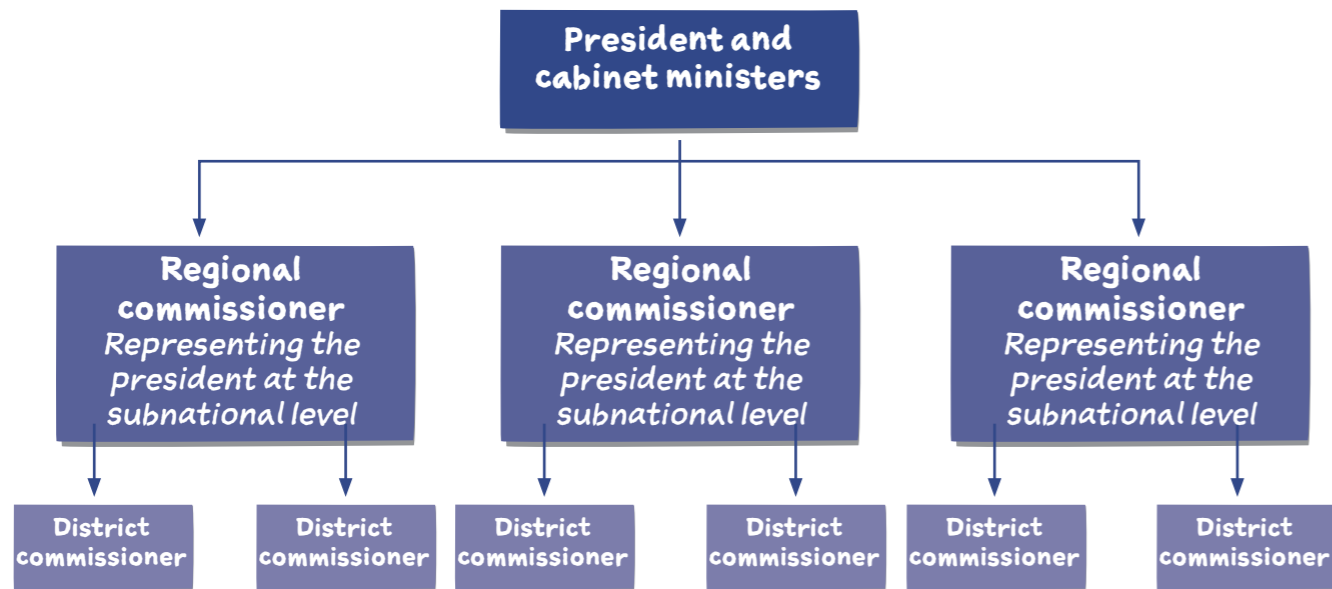 President and
cabinet ministers
Regional
commissioner
Representing the
president at the
subnational level
Regional
commissioner
Representing the
president at the
subnational level
Regional
commissioner
Representing the
president at the
subnational level
District
commissioner
District
commissioner
District
commissioner
District
commissioner
District
commissioner
District
commissioner